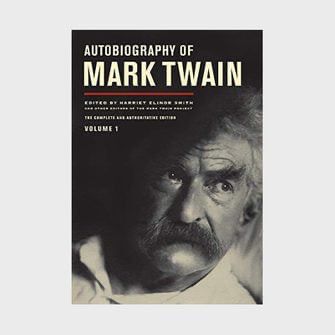 AUTOBIOGRAPHY OF
MARK TWAIN
EDITED BY HARRIET ELINOR SMITH
AND OTHER EDITORS OF THE MARK TWAIN PROJECT
THE COMPLETE AND AUTHORITATIVE EDITION
VOLUME 1